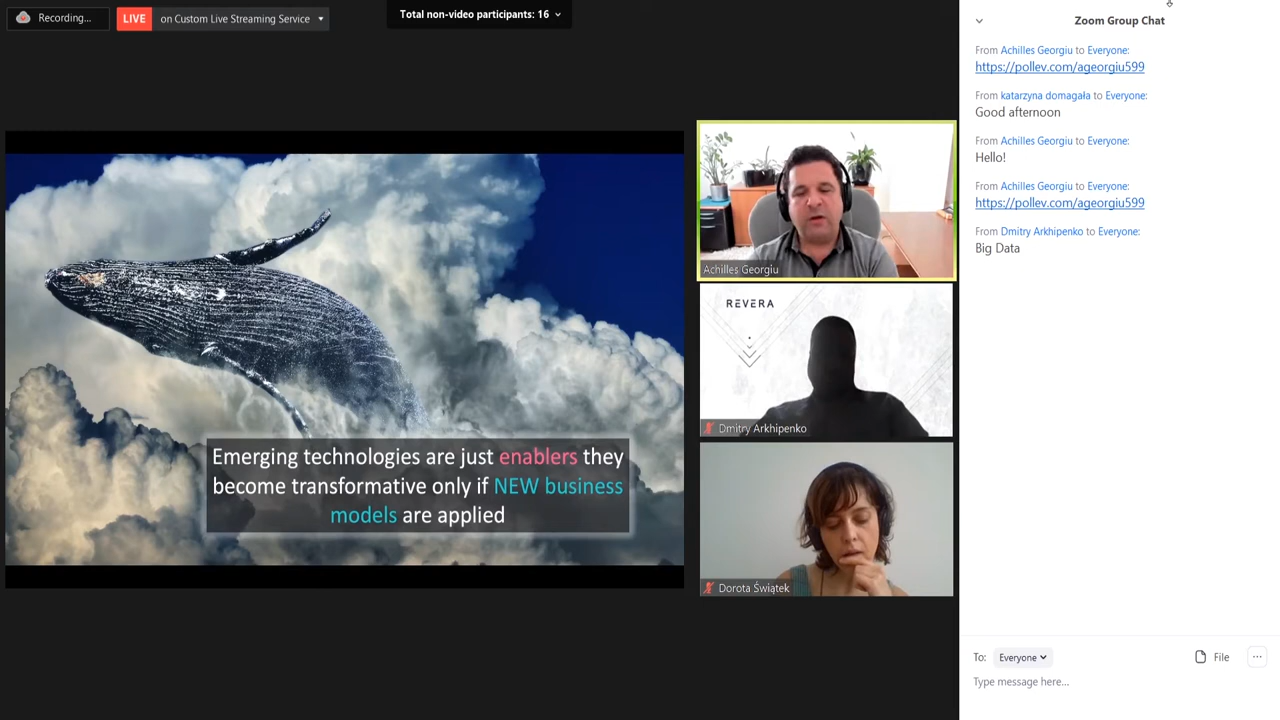 Recording...
LIVE
on Custom Live Streaming Service
Total non-video participants: 16
Emerging technologies are just enablers they
become transformative only if NEW business
models are applied
Achilles Georgiu
REVERA
Dmitry Arkhipenko
Dorota Świątek
Zoom Group Chat
From Achilles Georgiu to Everyone:
https://pollev.com/ageorgiu599
From katarzyna domagała to Everyone:
Good afternoon
From Achilles Georgiu to Everyone:
Hello!
From Achilles Georgiu to Everyone:
https://pollev.com/ageorgiu599
From Dmitry Arkhipenko to Everyone:
Big Data
To: Everyone
File
...
Type message here...